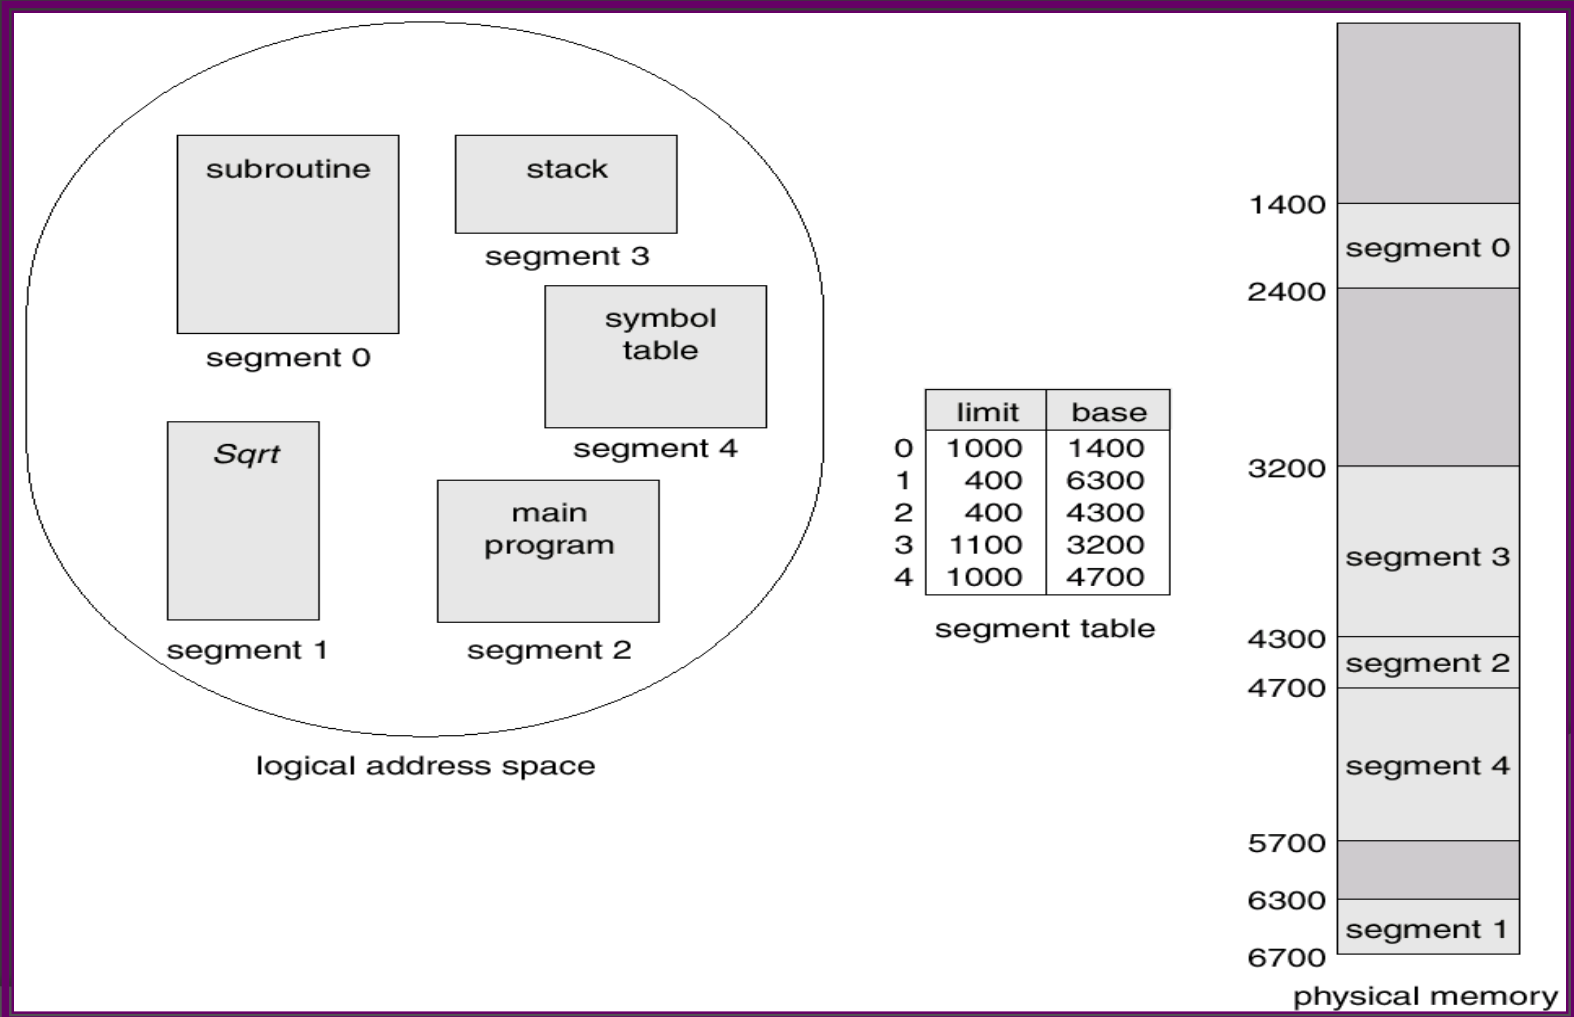 subroutine
segment 0
stack
segment 3
symbol
table
segment 4
Sqrt
segment 1
main
program
segment 2
logical address space
limit base
0 1000 1400
1 400 6300
2 400 4300
3 1100 3200
4 1000 4700
segment table
1400
segment 0
2400
3200
segment 3
4300
segment 2
4700
segment 4
5700
6300
segment 1
6700
physical memory